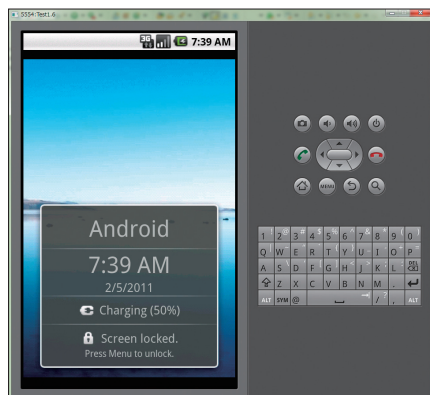 5554:Test1.6
3G 7:39 AM
Android
7:39 AM
2/5/2011
Charging (50%)
Screen locked.
Press Menu to unlock.
MENU
1 ! 2 @ 3 # 4 $ 5 % 6 ^ 7 & 8 * 9 ( 0 )
Q W E R T Y U I O P
A S D F G H J K L DEL
Z X C V B N M .
ALT SYM @ / ? , ALT